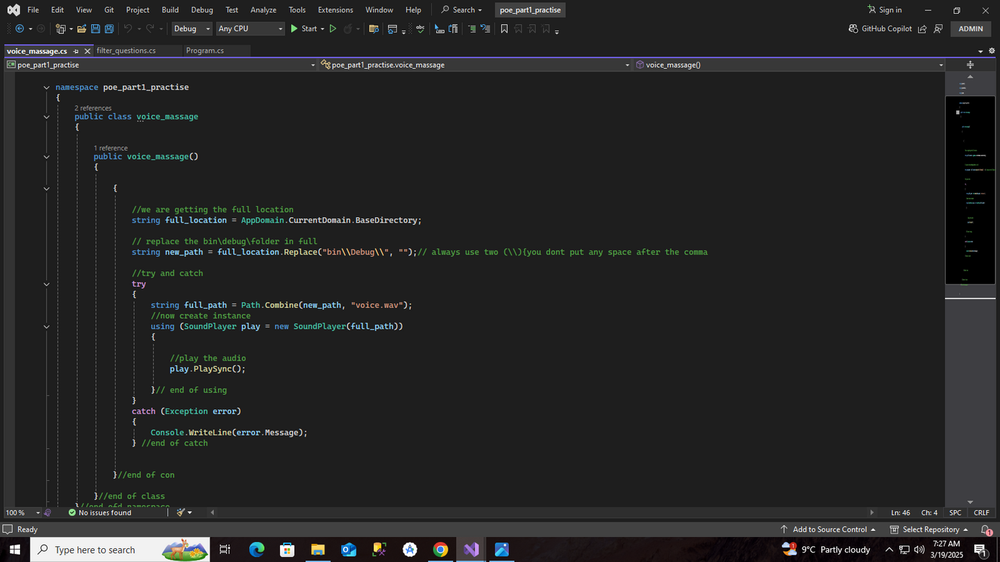 File Edit View Git Project Build Debug Test Analyze Tools Extensions Window Help Search poe_part1_practise Sign in
Debug Any CPU Start GitHub Copilot ADMIN
voice_massage.cs filter_questions.cs Program.cs
poe_part1_practise poe_part1_practise.voice_massage voice_massage()
namespace poe_part1_practise
{
2 references
public class voice_massage
{
1 reference
public voice_massage()
{
{
//we are getting the full location
string full_location = AppDomain.CurrentDomain.BaseDirectory;
// replace the bin\debug\folder in full
string new_path = full_location.Replace("bin\\Debug\\", "");// always use two (\\){you dont put any space after the comma
//try and catch
try
{
string full_path = Path.Combine(new_path, "voice.wav");
//now create instance
using (SoundPlayer play = new SoundPlayer(full_path))
{
//play the audio
play.PlaySync();
}// end of using
}
catch (Exception error)
{
Console.WriteLine(error.Message);
} //end of catch
}//end of con
}//end of class
}//end ofd namespace
100 % No issues found Ln: 46 Ch: 4 SPC CRLF
Ready Add to Source Control Select Repository 1
Type here to search 9°C Partly cloudy 7:27 AM
3/19/2025 1